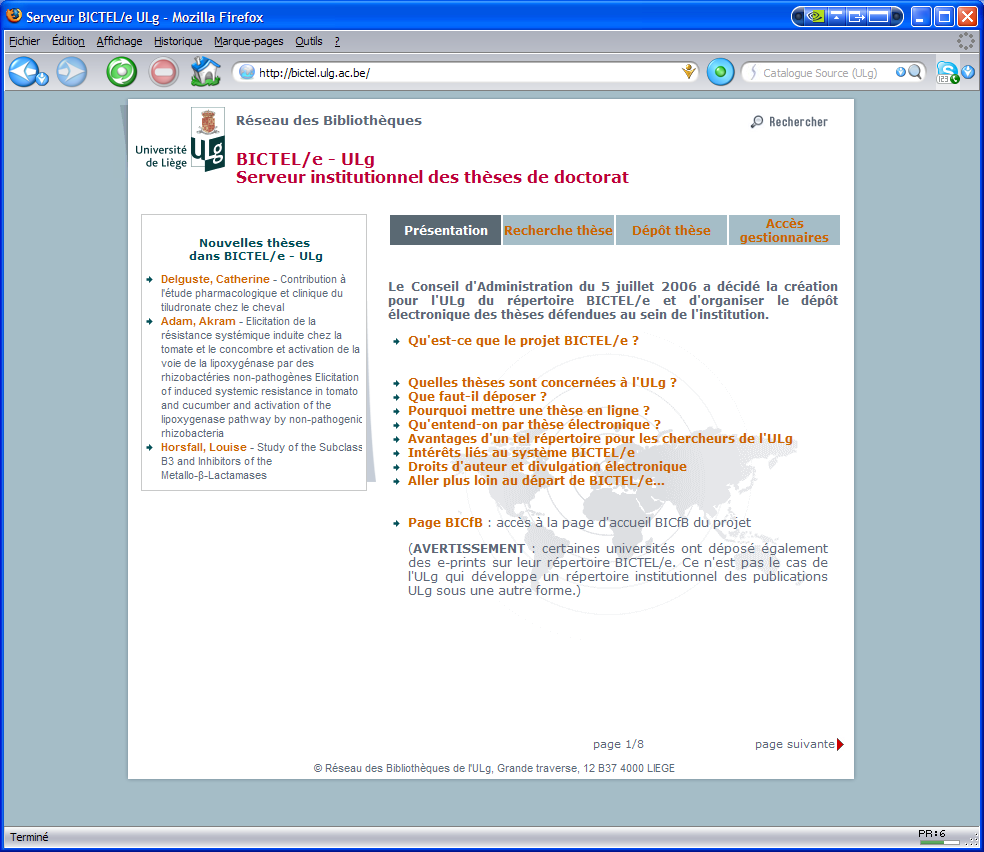 Serveur BICTEL/e ULg - Mozilla Firefox
Fichier Édition Affichage Historique Marque-pages Outils ?
http://bictel.ulg.ac.be/
Catalogue Source (ULg)
123
Université
de Liège
ULg
Réseau des Bibliothèques
Rechercher
BICTEL/e - ULg
Serveur institutionnel des thèses de doctorat
Nouvelles thèses
dans BICTEL/e - ULg
Delguste, Catherine - Contribution à
l'étude pharmacologique et clinique du
tiludronate chez le cheval
Adam, Akram - Elicitation de la
résistance systémique induite chez la
tomate et le concombre et activation de la
voie de la lipoxygénase par des
rhizobactéries non-pathogènes Elicitation
of induced systemic resistance in tomato
and cucumber and activation of the
lipoxygenase pathway by non-pathogenic
rhizobacteria
Horsfall, Louise - Study of the Subclass
B3 and Inhibitors of the
Metallo-β-Lactamases
Présentation
Recherche thèse
Dépôt thèse
Accès
gestionnaires
Le Conseil d'Administration du 5 juillet 2006 a décidé la création
pour l'ULg du répertoire BICTEL/e et d'organiser le dépôt
électronique des thèses défendues au sein de l'institution.
Qu'est-ce que le projet BICTEL/e ?
Quelles thèses sont concernées à l'ULg ?
Que faut-il déposer ?
Pourquoi mettre une thèse en ligne ?
Qu'entend-on par thèse électronique ?
Avantages d'un tel répertoire pour les chercheurs de l'ULg
Intérêts liés au système BICTEL/e
Droits d'auteur et divulgation électronique
Aller plus loin au départ de BICTEL/e...
Page BICfB : accès à la page d'accueil BICfB du projet
(AVERTISSEMENT : certaines universités ont déposé également
des e-prints sur leur répertoire BICTEL/e. Ce n'est pas le cas de
l'ULg qui développe un répertoire institutionnel des publications
ULg sous une autre forme.)
page 1/8
page suivante
© Réseau des Bibliothèques de l'ULg, Grande traverse, 12 B37 4000 LIEGE
Terminé
PR:6